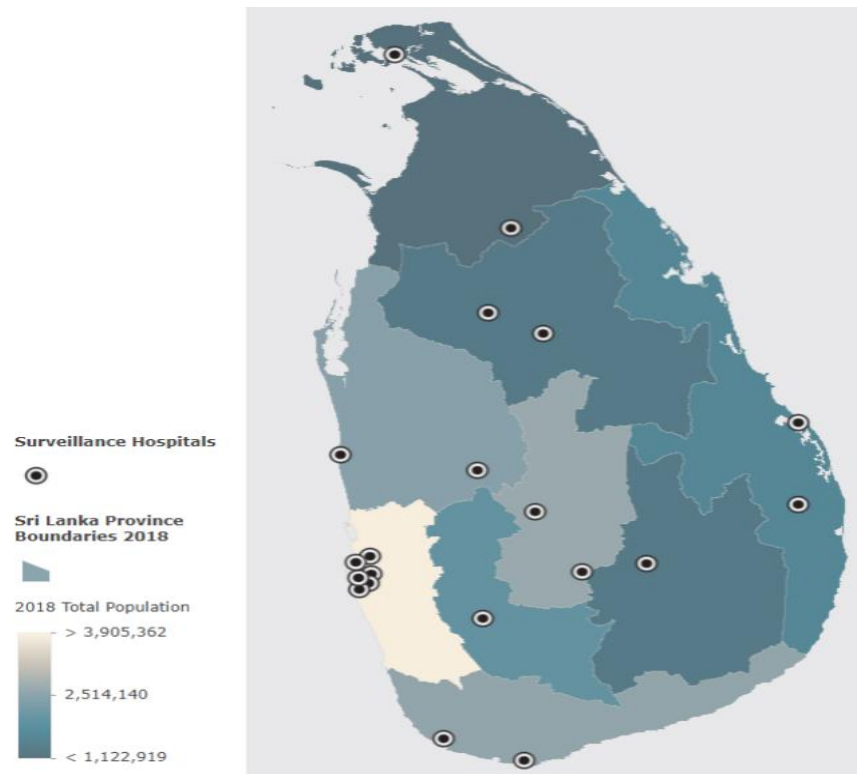 Surveillance Hospitals
Sri Lanka Province
Boundaries 2018
2018 Total Population
> 3,905,362
2,514,140
< 1,122,919